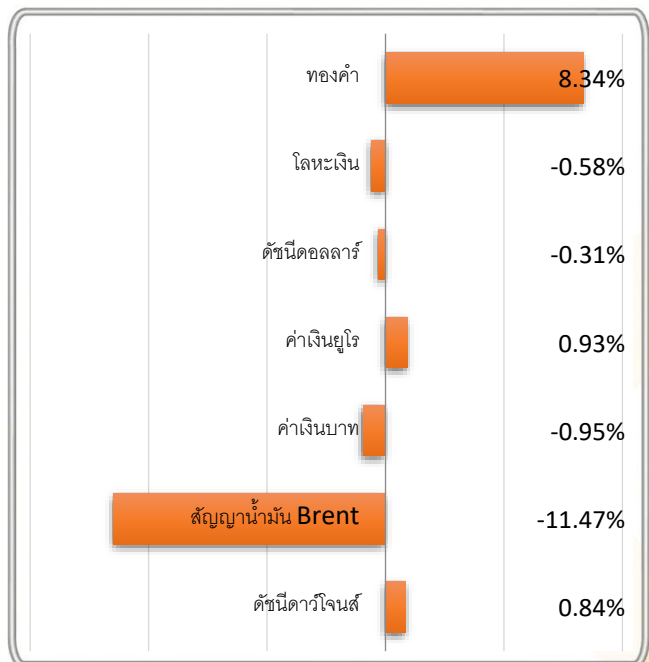 ทองคำ 8.34%
โลหะเงิน -0.58%
ดัชนีดอลลาร์ -0.31%
ค่าเงินยูโร 0.93%
ค่าเงินบาท -0.95%
สัญญาน้ำมัน Brent -11.47%
ดัชนีดาวโจนส์ 0.84%